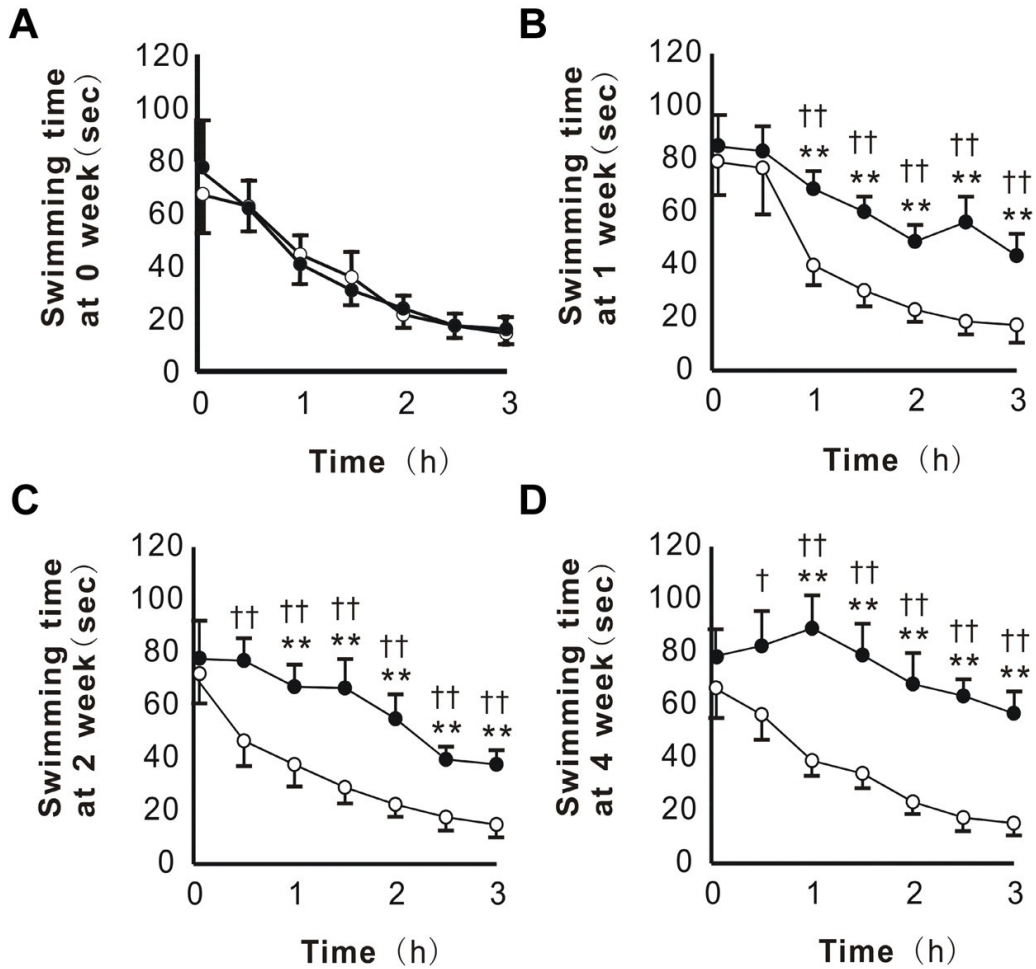 A
Swimming time
at 0 week(sec)
120
100
80
60
40
20
0
0 1 2 3
Time (h)
B
Swimming time
at 1 week(sec)
120
100
80
60
40
20
0
†† †† †† †† ††
** ** ** ** **
0 1 2 3
Time (h)
C
Swimming time
at 2 week(sec)
120
100
80
60
40
20
0
†† †† †† †† †† ††
** ** ** ** **
0 1 2 3
Time (h)
D
Swimming time
at 4 week(sec)
120
100
80
60
40
20
0
† †† †† †† †† ††
** ** ** ** **
0 1 2 3
Time (h)